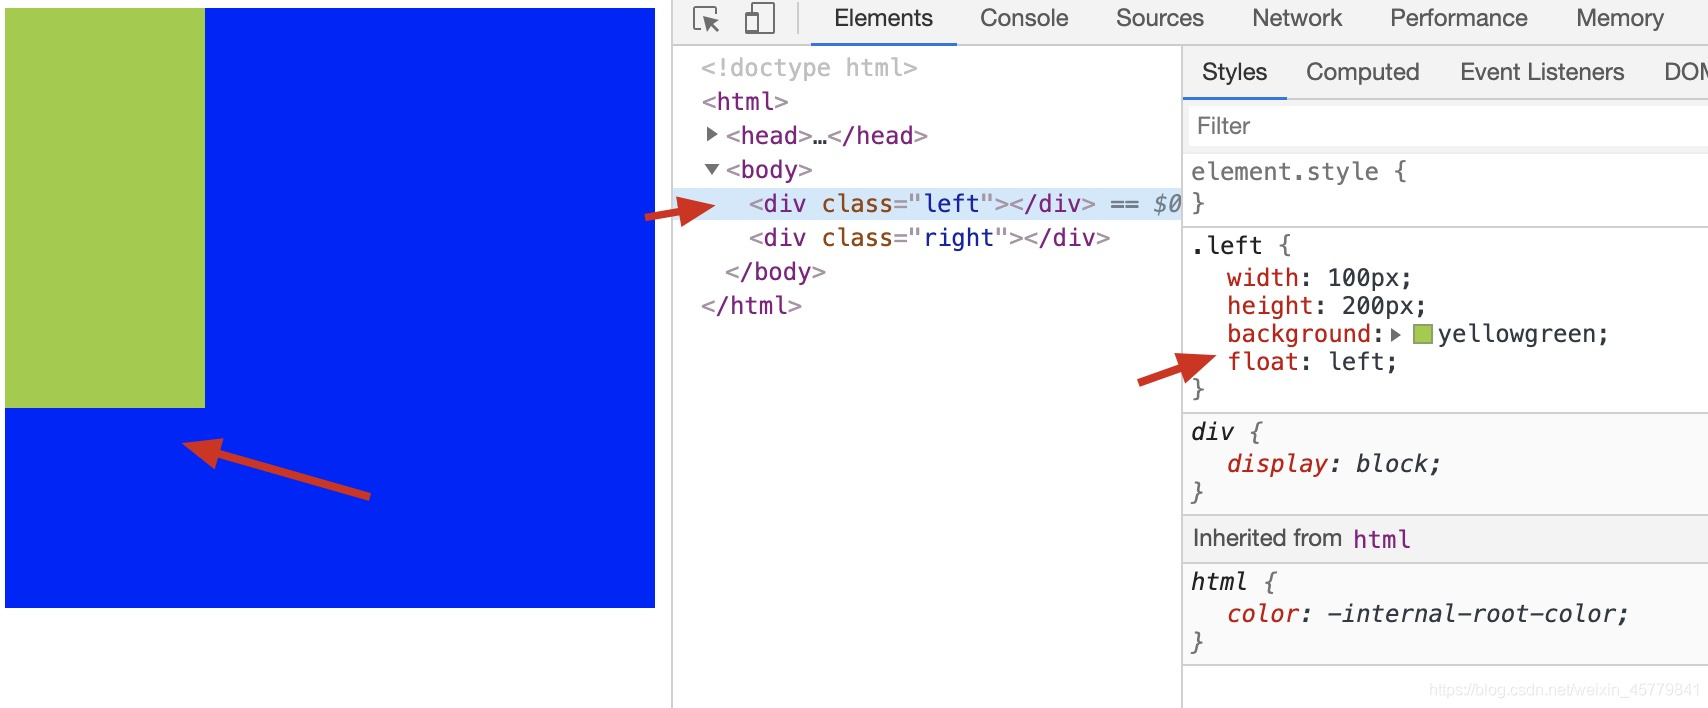 Elements Console Sources Network Performance Memory
<!doctype html>
<html>
<head>…</head>
<body>
<div class="left"></div> == $0
<div class="right"></div>
</body>
</html>
Styles Computed Event Listeners DOM
Filter
element.style {
}
.left {
width: 100px;
height: 200px;
background: yellowgreen;
float: left;
}
div {
display: block;
}
Inherited from html
html {
color: -internal-root-color;
}
https://blog.csdn.net/weixin_45779841